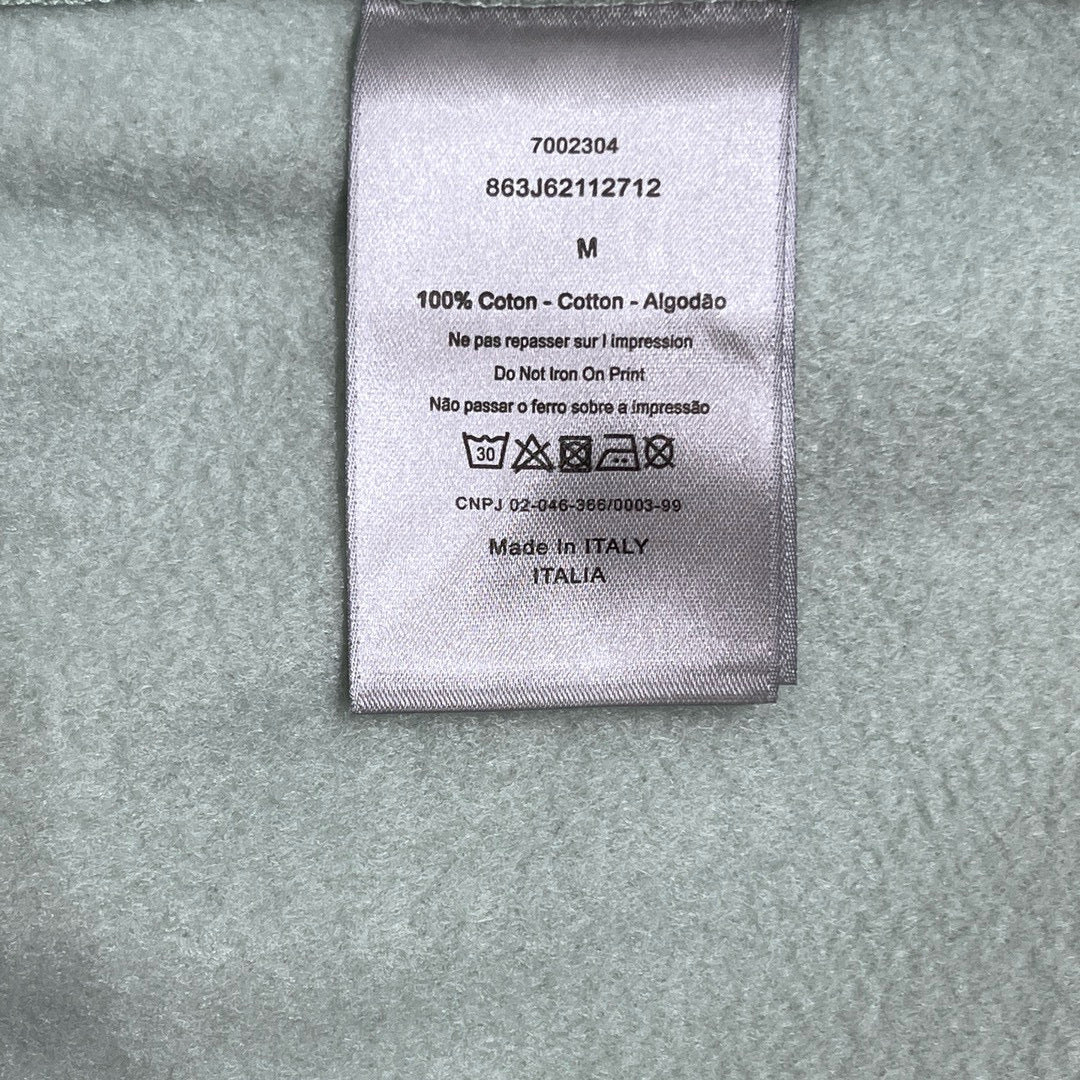 7002304
863J62112712
M
100% Coton - Cotton - Algodão
Ne pas repasser sur l impression
Do Not Iron On Print
Não passar o ferro sobre a impressão
30
CNPJ 02-046-366/0003-99
Made In ITALY
ITALIA